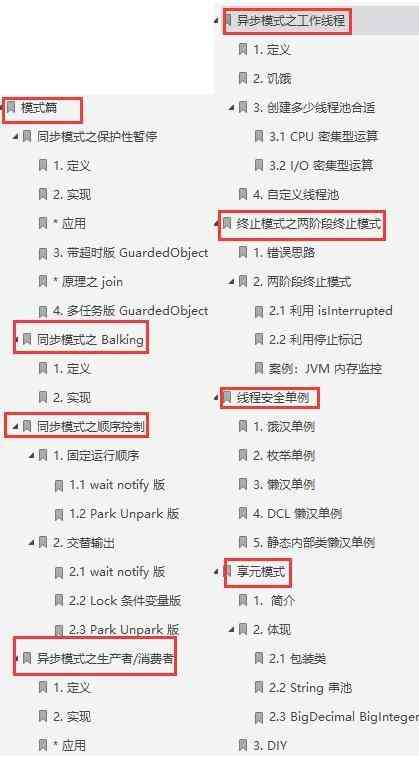 模式篇
同步模式之保护性暂停
1. 定义
2. 实现
* 应用
3. 带超时版 GuardedObject
* 原理之 join
4. 多任务版 GuardedObject
同步模式之 Balking
1. 定义
2. 实现
同步模式之顺序控制
1. 固定运行顺序
1.1 wait notify 版
1.2 Park Unpark 版
2. 交替输出
2.1 wait notify 版
2.2 Lock 条件变量版
2.3 Park Unpark 版
异步模式之生产者/消费者
1. 定义
2. 实现
* 应用
异步模式之工作线程
1. 定义
2. 饥饿
3. 创建多少线程池合适
3.1 CPU 密集型运算
3.2 I/O 密集型运算
4. 自定义线程池
终止模式之两阶段终止模式
1. 错误思路
2. 两阶段终止模式
2.1 利用 isInterrupted
2.2 利用停止标记
案例：JVM 内存监控
线程安全单例
1. 饿汉单例
2. 枚举单例
3. 懒汉单例
4. DCL 懒汉单例
5. 静态内部类懒汉单例
享元模式
1. 简介
2. 体现
2.1 包装类
2.2 String 串池
2.3 BigDecimal BigInteger
3. DIY